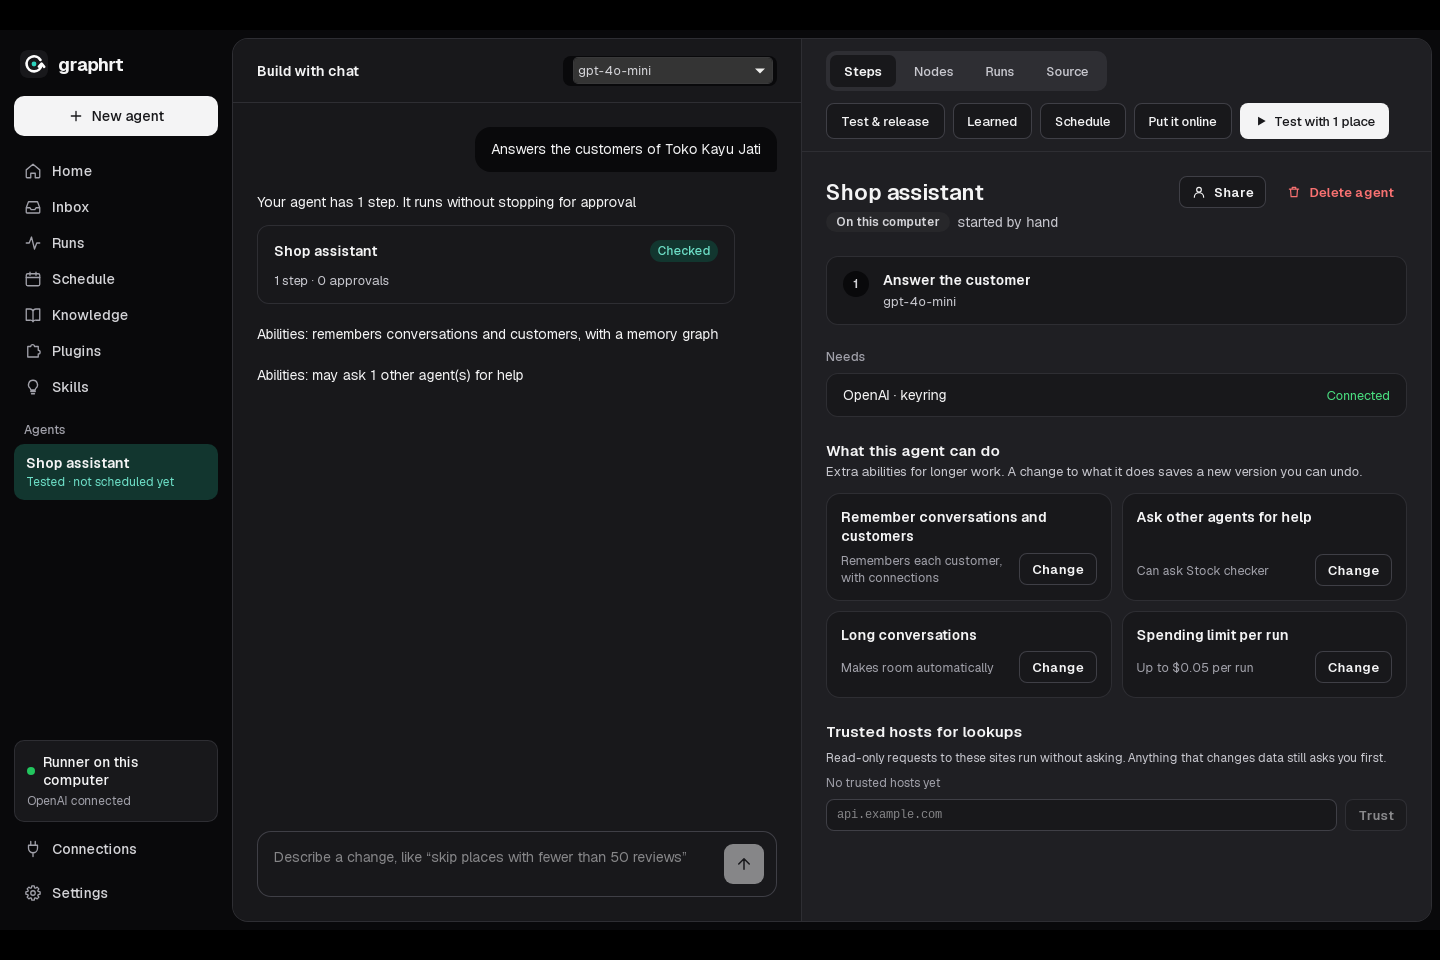 graphrt
New agent
Home
Inbox
Runs
Schedule
Knowledge
Plugins
Skills
Agents
Shop assistant
Tested · not scheduled yet
Runner on this
computer
OpenAI connected
Connections
Settings
Build with chat
gpt-4o-mini
Answers the customers of Toko Kayu Jati
Your agent has 1 step. It runs without stopping for approval
Shop assistant
Checked
1 step · 0 approvals
Abilities: remembers conversations and customers, with a memory graph
Abilities: may ask 1 other agent(s) for help
Describe a change, like “skip places with fewer than 50 reviews”
Steps Nodes Runs Source
Test & release Learned Schedule Put it online Test with 1 place
Shop assistant
Share Delete agent
On this computer started by hand
1 Answer the customer
gpt-4o-mini
Needs
OpenAI · keyring Connected
What this agent can do
Extra abilities for longer work. A change to what it does saves a new version you can undo.
Remember conversations and
customers
Remembers each customer,
with connections
Change
Ask other agents for help
Can ask Stock checker Change
Long conversations
Makes room automatically Change
Spending limit per run
Up to $0.05 per run Change
Trusted hosts for lookups
Read-only requests to these sites run without asking. Anything that changes data still asks you first.
No trusted hosts yet
api.example.com Trust